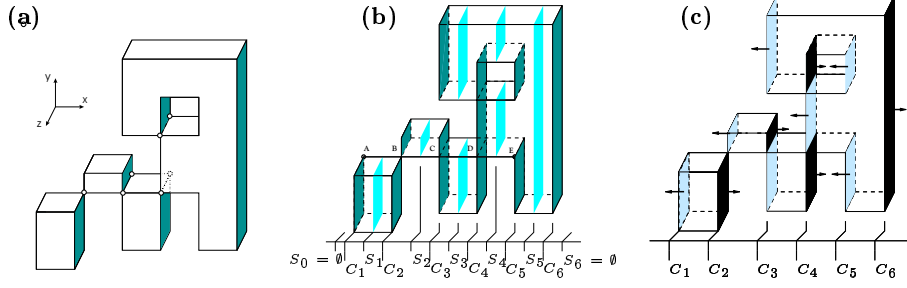 (a)
(b)
(c)
y
x
z
A B C D E
S₀ = ∅ C₁ S₁ C₂ S₂ C₃ S₃ C₄ S₄ C₅ S₅ C₆ S₆ = ∅
C₁ C₂ C₃ C₄ C₅ C₆